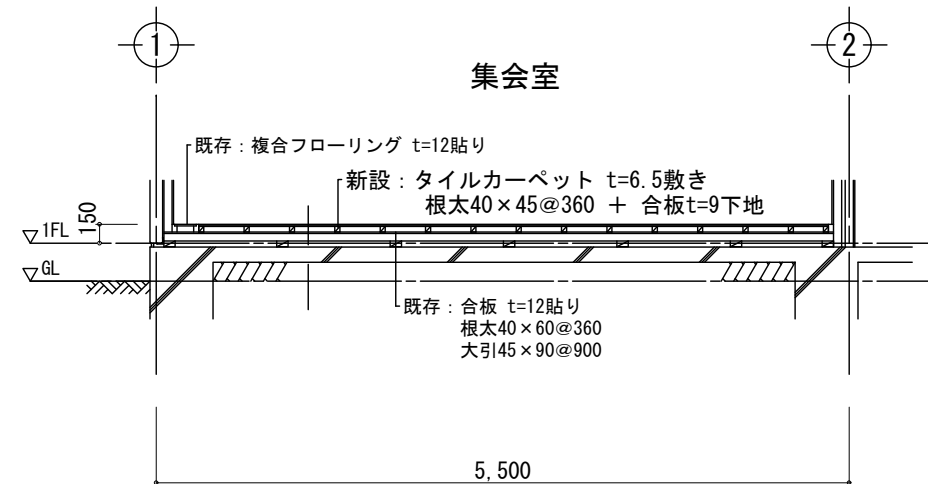 1
2
集会室
既存：複合フローリング t=12貼り
新設：タイルカーペット t=6.5敷き
根太40×45@360 ＋ 合板t=9下地
150
1FL
GL
既存：合板 t=12貼り
根太40×60@360
大引45×90@900
5,500